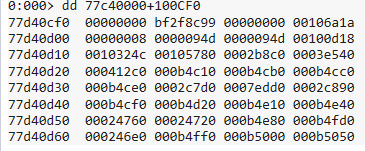 0:000> dd 77c40000+100CF0
77d40cf0  00000000 bf2f8c99 00000000 00106a1a
77d40d00  00000008 0000094d 0000094d 00100d18
77d40d10  0010324c 00105780 0002b8c0 0003e540
77d40d20  000412c0 000b4c10 000b4cb0 000b4cc0
77d40d30  000b4ce0 0002c7d0 0007edd0 0002c890
77d40d40  000b4cf0 000b4d20 000b4e10 000b4e40
77d40d50  00024760 00024720 000b4e80 000b4fd0
77d40d60  000246e0 000b4ff0 000b5000 000b5050